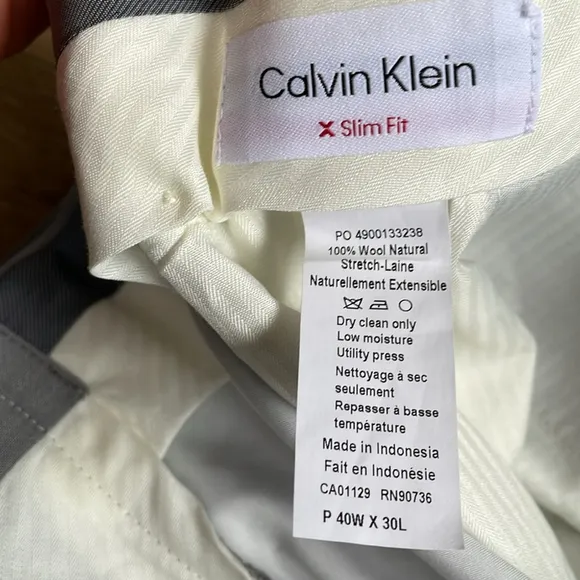 Calvin Klein
X Slim Fit
PO 4900133238
100% Wool Natural
Stretch-Laine
Naturellement Extensible
Dry clean only
Low moisture
Utility press
Nettoyage à sec
seulement
Repasser à basse
température
Made in Indonesia
Fait en Indonésie
CA01129 RN90736
P 40W X 30L